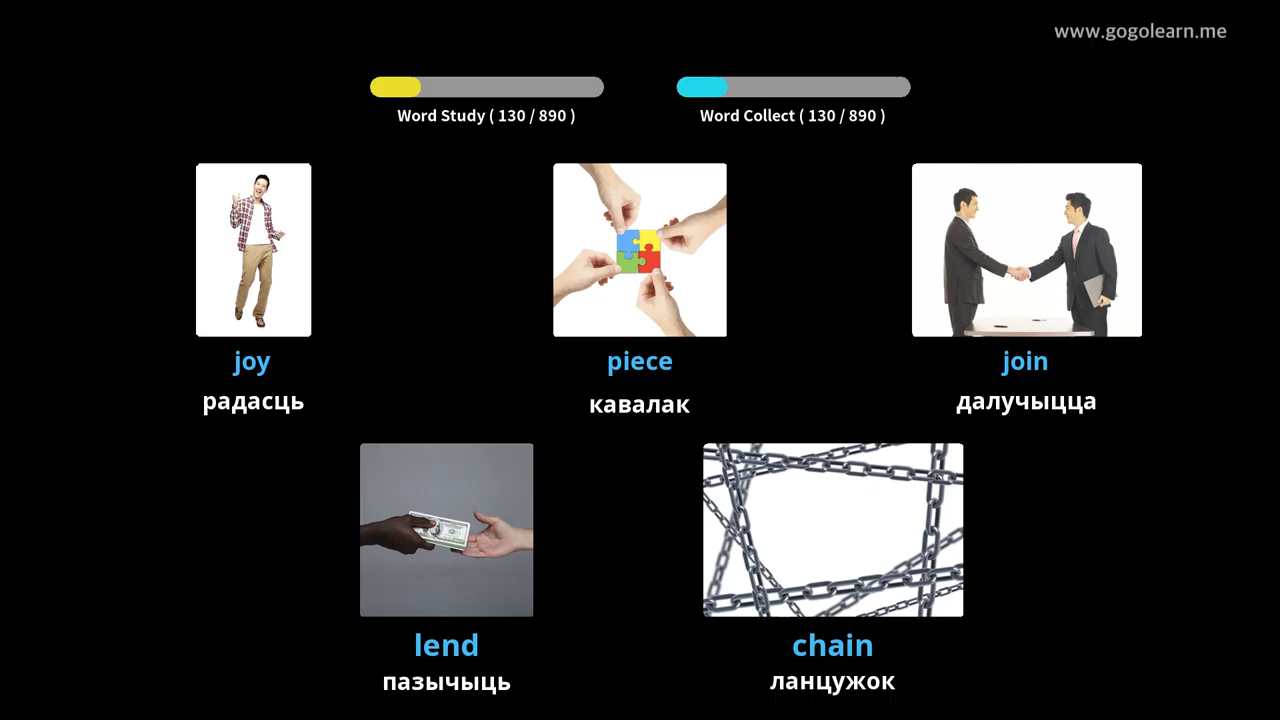 www.gogolearn.me
Word Study ( 130 / 890 )
Word Collect ( 130 / 890 )
joy
piece
join
радасць
кавалак
далучыцца
lend
chain
пазычыць
ланцужок